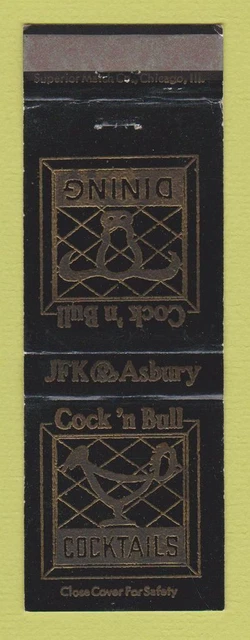 Superior Match Co., Chicago, Ill.
DINING
Cock 'n Bull
JFK & Asbury
Cock 'n Bull
COCKTAILS
Close Cover For Safety